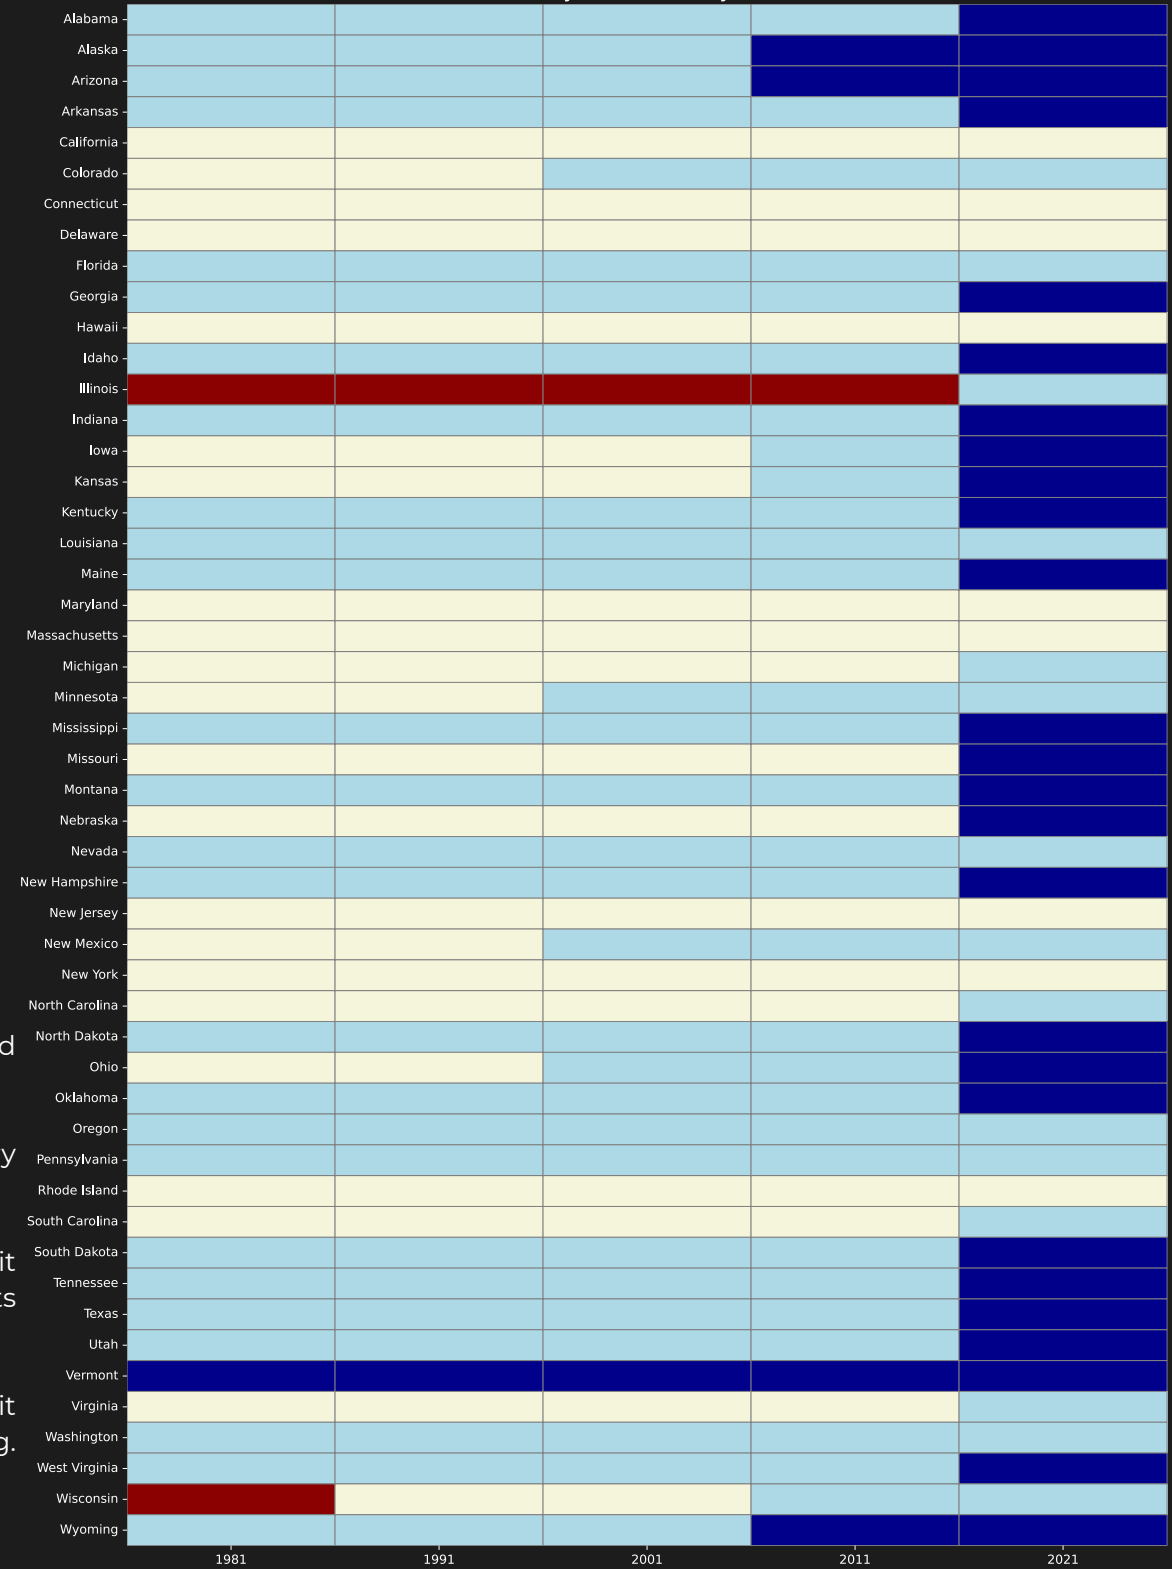 Alabama
Alaska
Arizona
Arkansas
California
Colorado
Connecticut
Delaware
Florida
Georgia
Hawaii
Idaho
Illinois
Indiana
Iowa
Kansas
Kentucky
Louisiana
Maine
Maryland
Massachusetts
Michigan
Minnesota
Mississippi
Missouri
Montana
Nebraska
Nevada
New Hampshire
New Jersey
New Mexico
New York
North Carolina
North Dakota
Ohio
Oklahoma
Oregon
Pennsylvania
Rhode Island
South Carolina
South Dakota
Tennessee
Texas
Utah
Vermont
Virginia
Washington
West Virginia
Wisconsin
Wyoming
1981 1991 2001 2011 2021